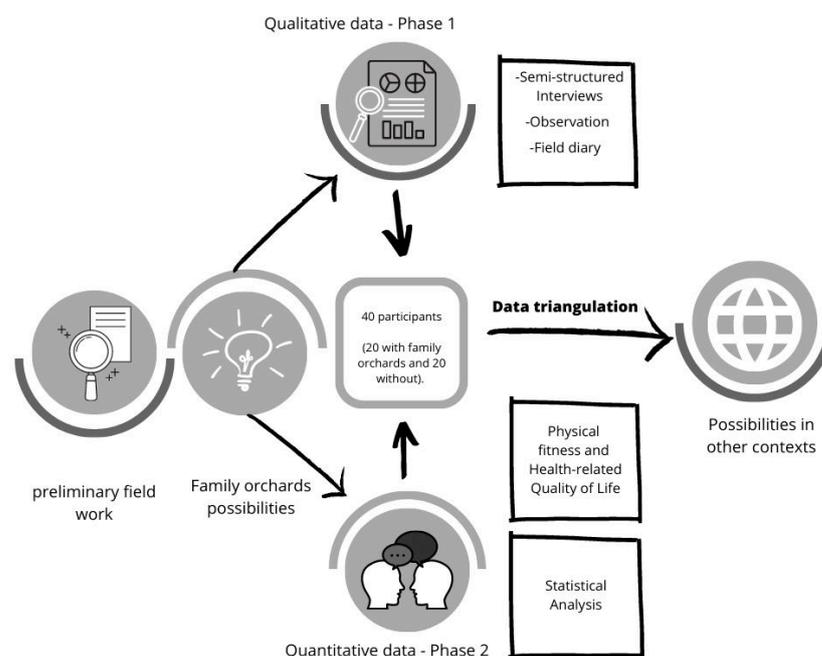 Qualitative data - Phase 1
-Semi-structured
Interviews
-Observation
-Field diary
40 participants
(20 with family
orchards and 20
without).
Data triangulation
preliminary field
work
Family orchards
possibilities
Possibilities in
other contexts
Physical
fitness and
Health-related
Quality of Life
Statistical
Analysis
Quantitative data - Phase 2